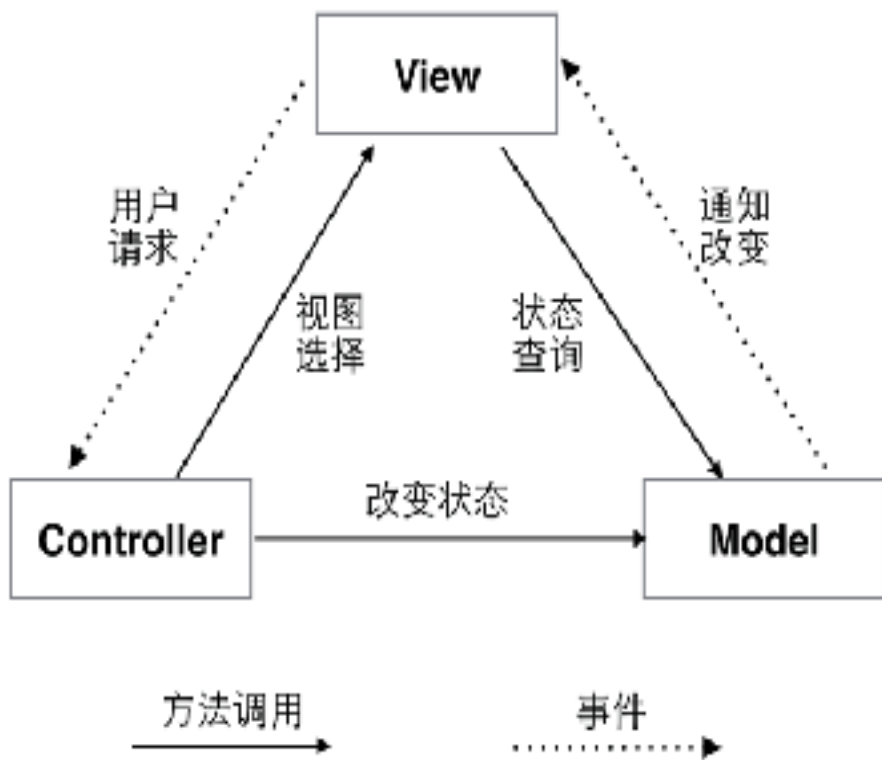 View
用户
请求
通知
改变
视图
选择
状态
查询
改变状态
Controller
Model
方法调用
事件